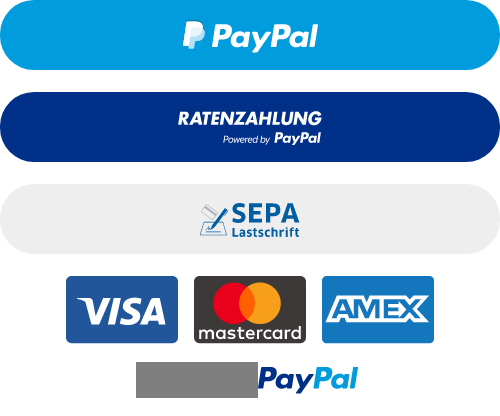 PayPal
RATENZAHLUNG
Powered by PayPal
SEPA
Lastschrift
VISA
mastercard
AMEX
PayPal